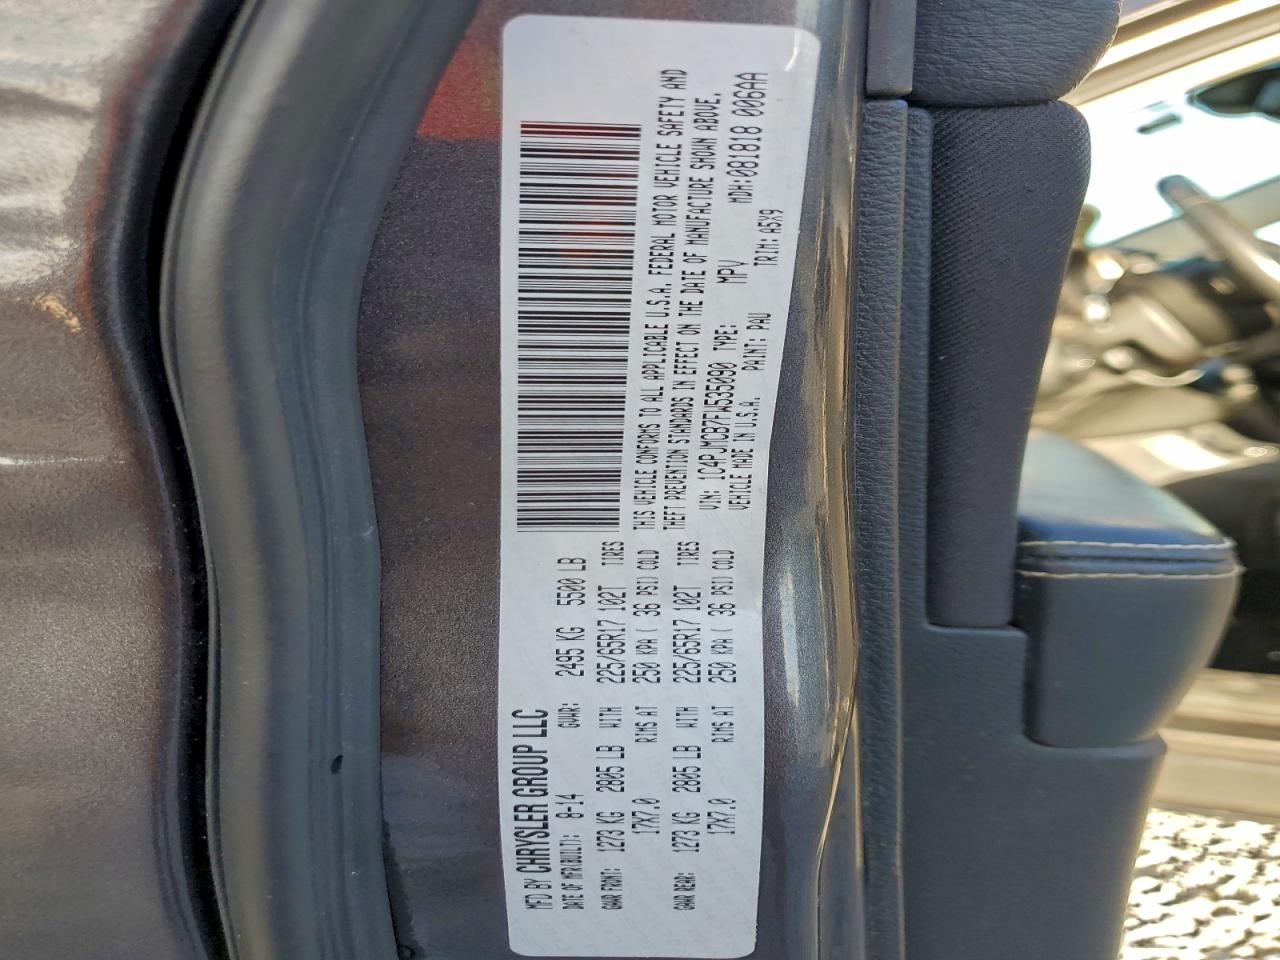 MFD BY CHRYSLER GROUP LLC
DATE OF MFR(BUILT): 8-14 GVWR: 2495 KG 5500 LB
GAWR FRONT: 1273 KG 2805 LB WITH 225/65R17 102T TIRES
17X7.0 RIMS AT 250 KPA ( 36 PSI) COLD
GAWR REAR: 1273 KG 2805 LB WITH 225/65R17 102T TIRES
17X7.0 RIMS AT 250 KPA ( 36 PSI) COLD
THIS VEHICLE CONFORMS TO ALL APPLICABLE U.S.A. FEDERAL MOTOR VEHICLE SAFETY AND
THEFT PREVENTION STANDARDS IN EFFECT ON THE DATE OF MANUFACTURE SHOWN ABOVE.
VIN: 1C4PJMCB7FW535090 TYPE: MPV MDH:081818 006AA
VEHICLE MADE IN U.S.A. PAINT: PAU TRIM: A5X9